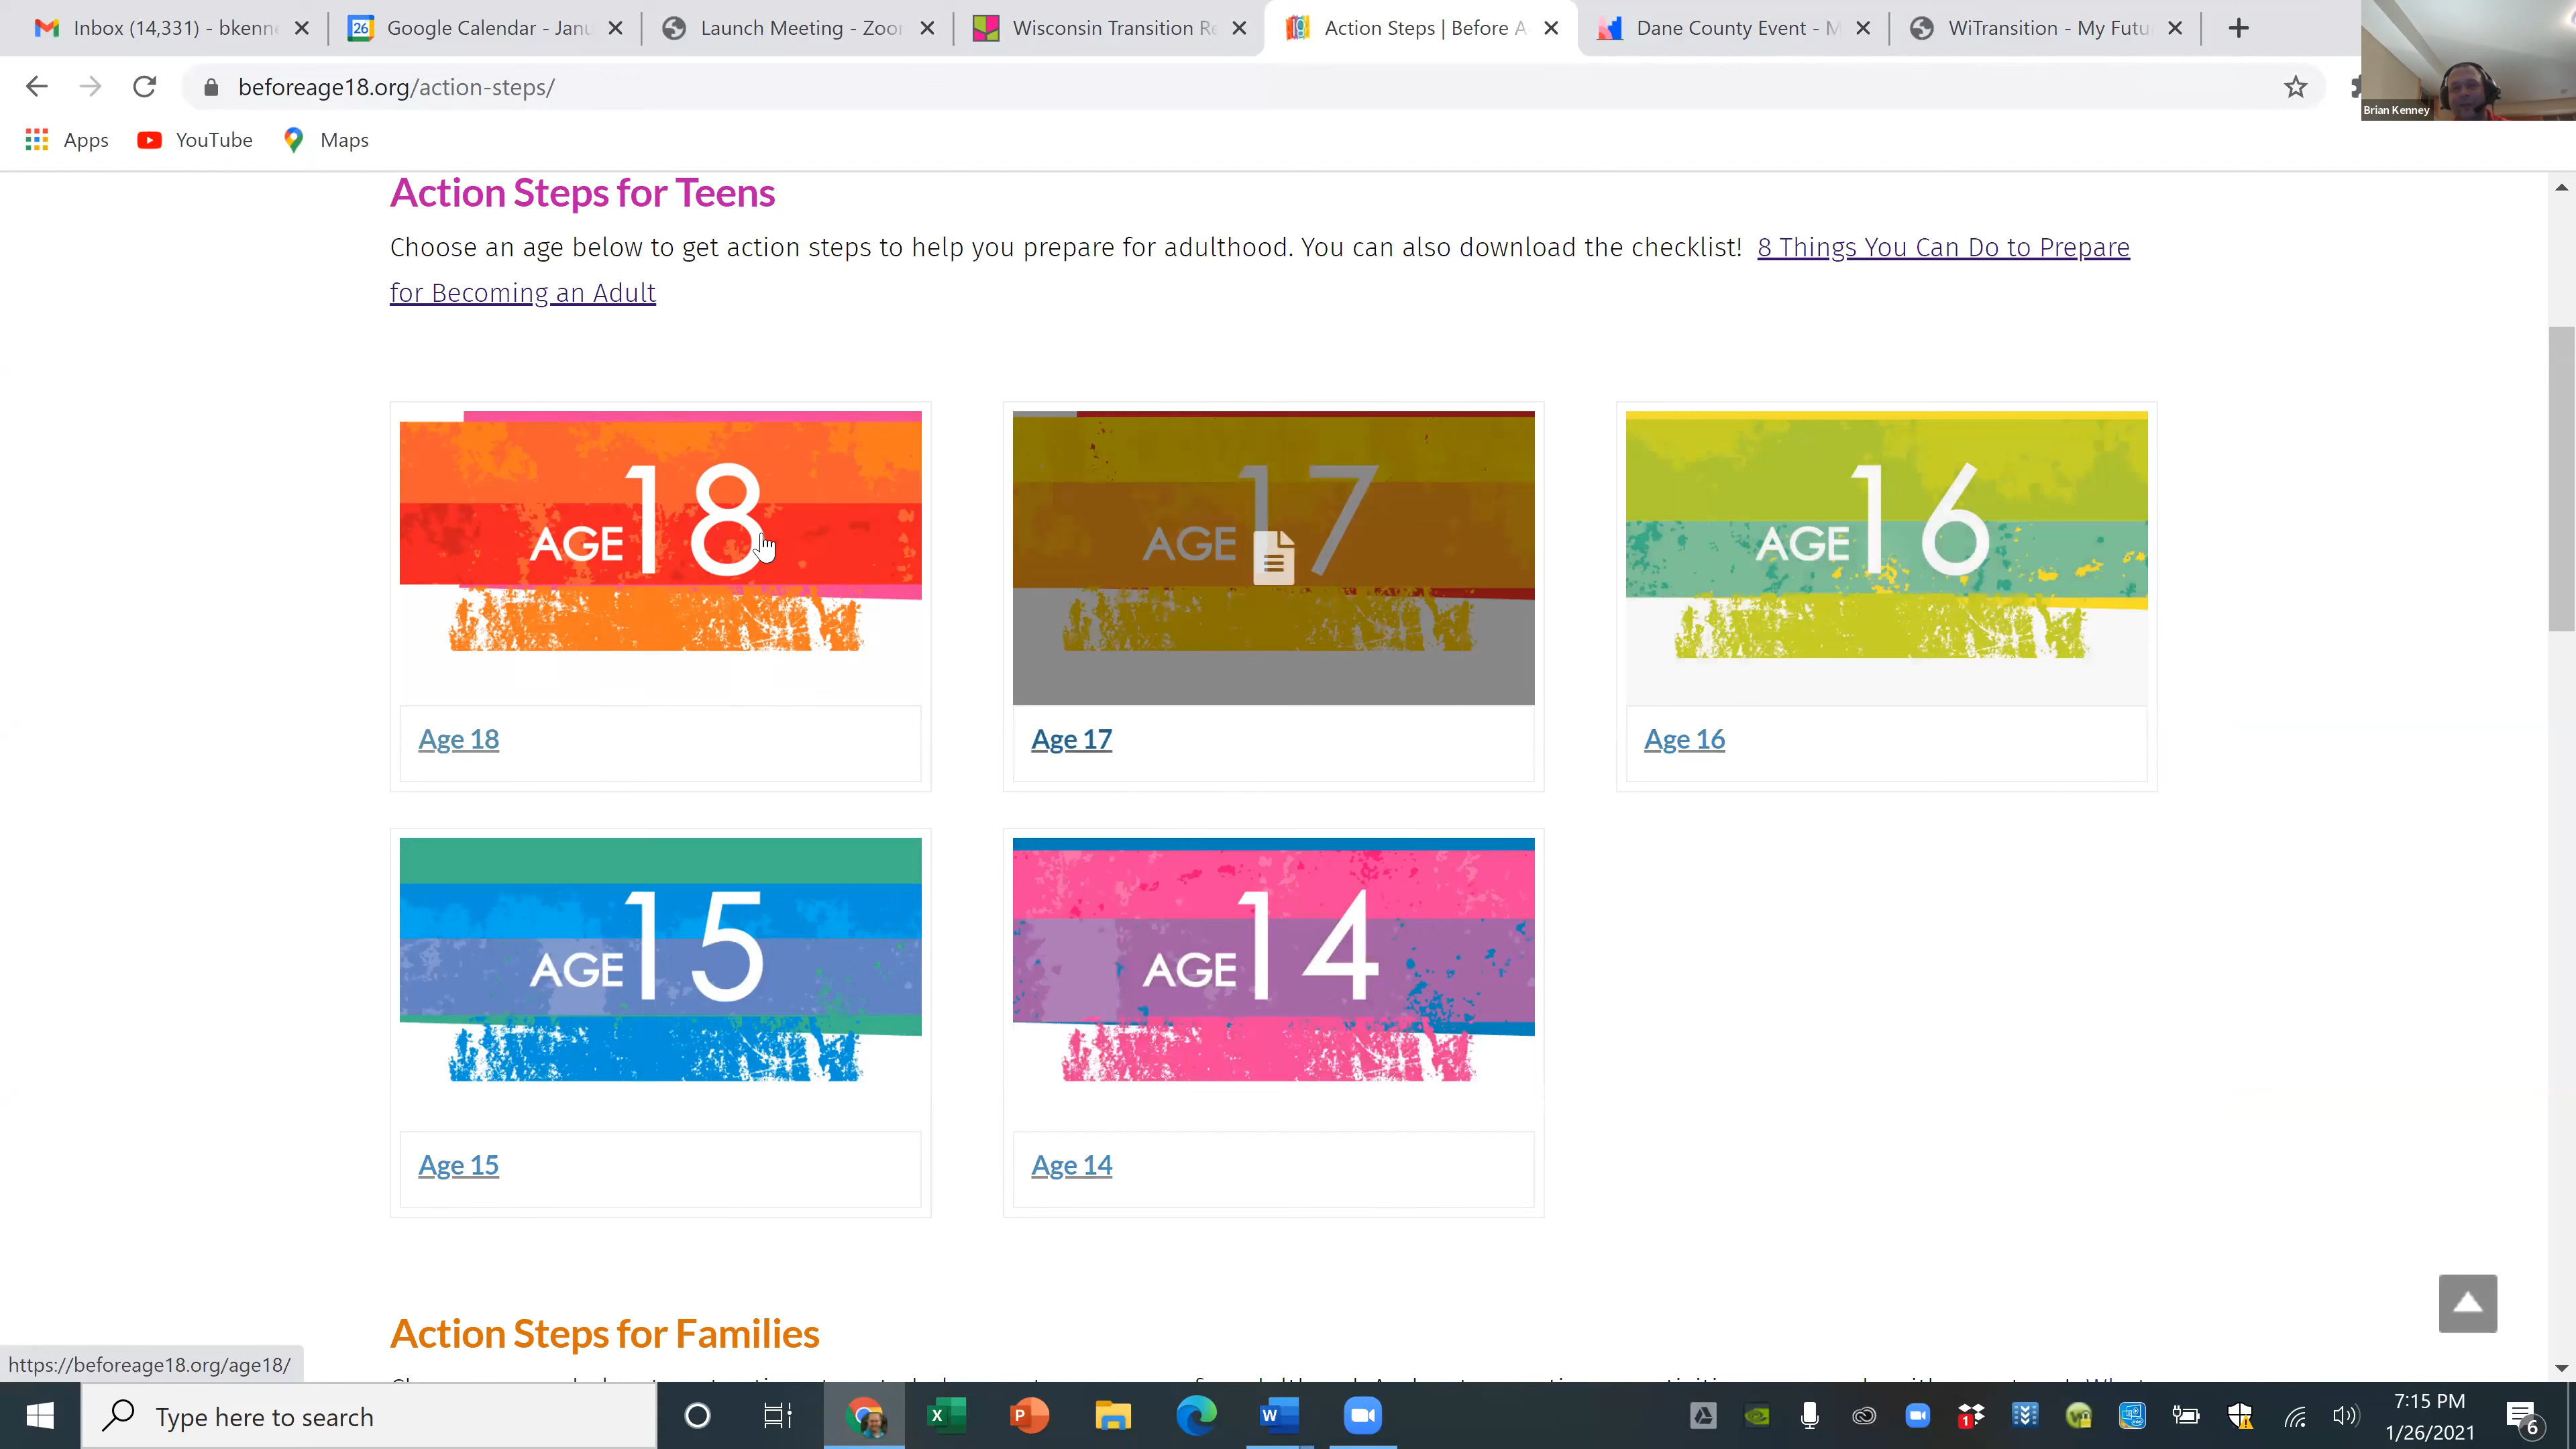 Inbox (14,331) - bkenne
Google Calendar - Janu
Launch Meeting - Zoom
Wisconsin Transition Re
Action Steps | Before A
Dane County Event - M
WiTransition - My Futu
beforeage18.org/action-steps/
Brian Kenney
Apps
YouTube
Maps
Action Steps for Teens
Choose an age below to get action steps to help you prepare for adulthood. You can also download the checklist! 8 Things You Can Do to Prepare
for Becoming an Adult
AGE 18
AGE 17
AGE 16
Age 18
Age 17
Age 16
AGE 15
AGE 14
Age 15
Age 14
Action Steps for Families
https://beforeage18.org/age18/
Type here to search
7:15 PM
1/26/2021
6